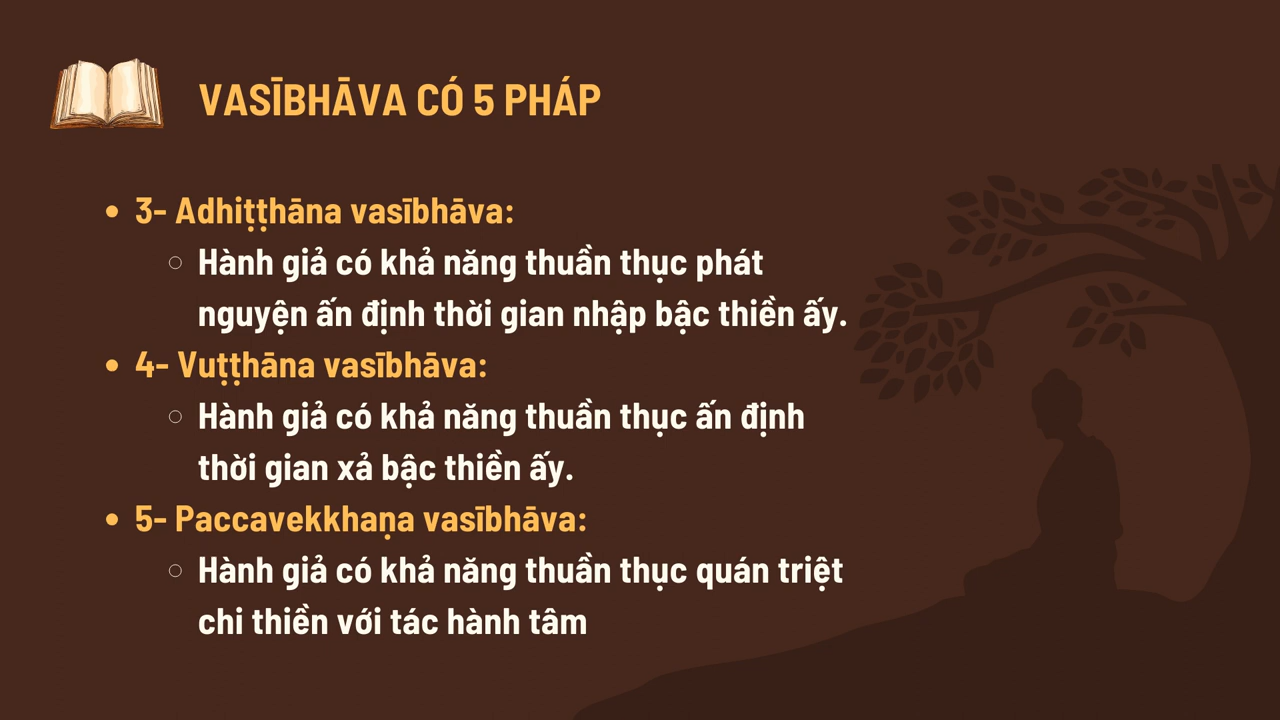 VASĪBHĀVA CÓ 5 PHÁP
• 3- Adhiṭṭhāna vasībhāva:
○ Hành giả có khả năng thuần thục phát
nguyện ấn định thời gian nhập bậc thiền ấy.
• 4- Vuṭṭhāna vasībhāva:
○ Hành giả có khả năng thuần thục ấn định
thời gian xả bậc thiền ấy.
• 5- Paccavekkhaṇa vasībhāva:
○ Hành giả có khả năng thuần thục quán triệt
chi thiền với tác hành tâm